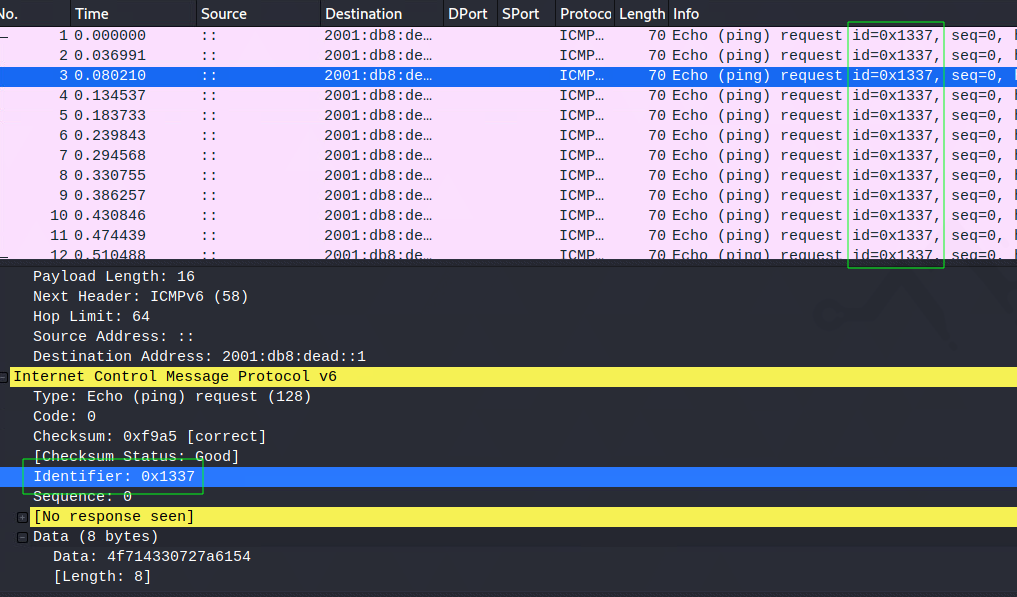 No. Time Source Destination DPort SPort Protoco Length Info
1 0.000000 :: 2001:db8:de… ICMP… 70 Echo (ping) request id=0x1337, seq=0,
2 0.036991 :: 2001:db8:de… ICMP… 70 Echo (ping) request id=0x1337, seq=0,
3 0.080210 :: 2001:db8:de… ICMP… 70 Echo (ping) request id=0x1337, seq=0,
4 0.134537 :: 2001:db8:de… ICMP… 70 Echo (ping) request id=0x1337, seq=0,
5 0.183733 :: 2001:db8:de… ICMP… 70 Echo (ping) request id=0x1337, seq=0,
6 0.239843 :: 2001:db8:de… ICMP… 70 Echo (ping) request id=0x1337, seq=0,
7 0.294568 :: 2001:db8:de… ICMP… 70 Echo (ping) request id=0x1337, seq=0,
8 0.330755 :: 2001:db8:de… ICMP… 70 Echo (ping) request id=0x1337, seq=0,
9 0.386257 :: 2001:db8:de… ICMP… 70 Echo (ping) request id=0x1337, seq=0,
10 0.430846 :: 2001:db8:de… ICMP… 70 Echo (ping) request id=0x1337, seq=0,
11 0.474439 :: 2001:db8:de… ICMP… 70 Echo (ping) request id=0x1337, seq=0,
12 0.510488 :: 2001:db8:de… ICMP… 70 Echo (ping) request id=0x1337, seq=0,
Payload Length: 16
Next Header: ICMPv6 (58)
Hop Limit: 64
Source Address: ::
Destination Address: 2001:db8:dead::1
Internet Control Message Protocol v6
Type: Echo (ping) request (128)
Code: 0
Checksum: 0xf9a5 [correct]
[Checksum Status: Good]
Identifier: 0x1337
Sequence: 0
[No response seen]
Data (8 bytes)
Data: 4f714330727a6154
[Length: 8]